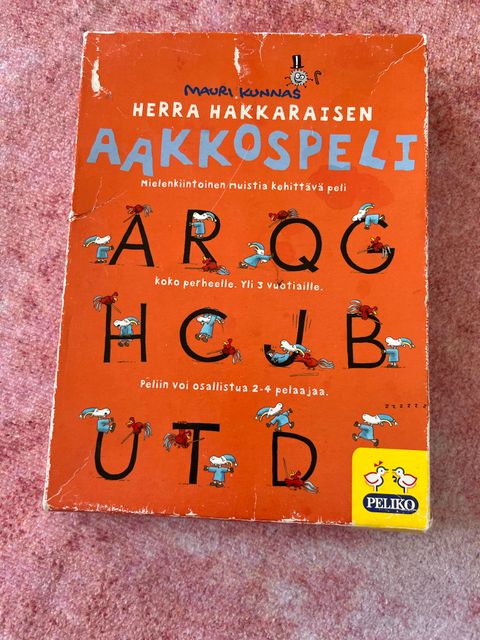 MAURI KUNNAS
HERRA HAKKARAISEN
AAKKOSPELI
Mielenkiintoinen muistia kehittävä peli
A R Q G
koko perheelle. Yli 3 vuotiaille.
H C J B
Peliin voi osallistua 2-4 pelaajaa.
zzzzzzz
U T D
PELIKO